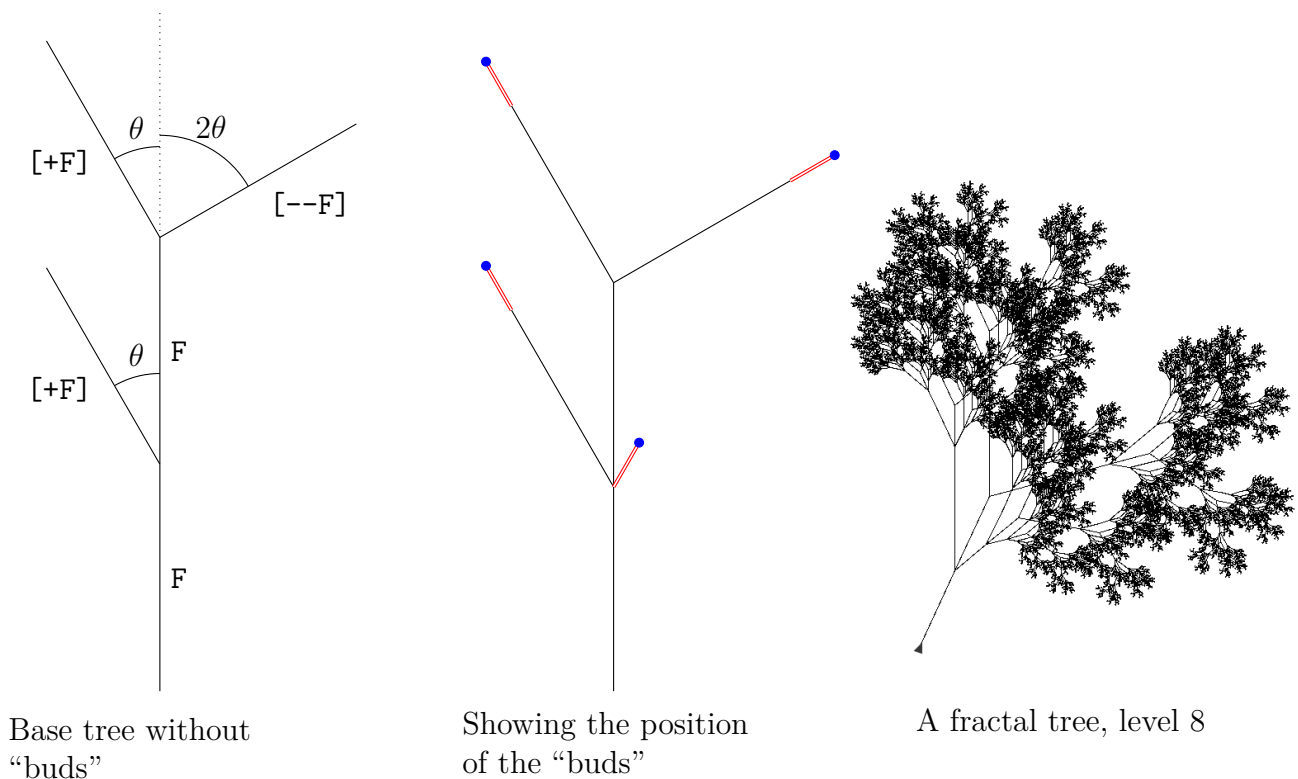 θ
2θ
[+F]
[--F]
θ
F
[+F]
F
Base tree without
“buds”
Showing the position
of the “buds”
A fractal tree, level 8